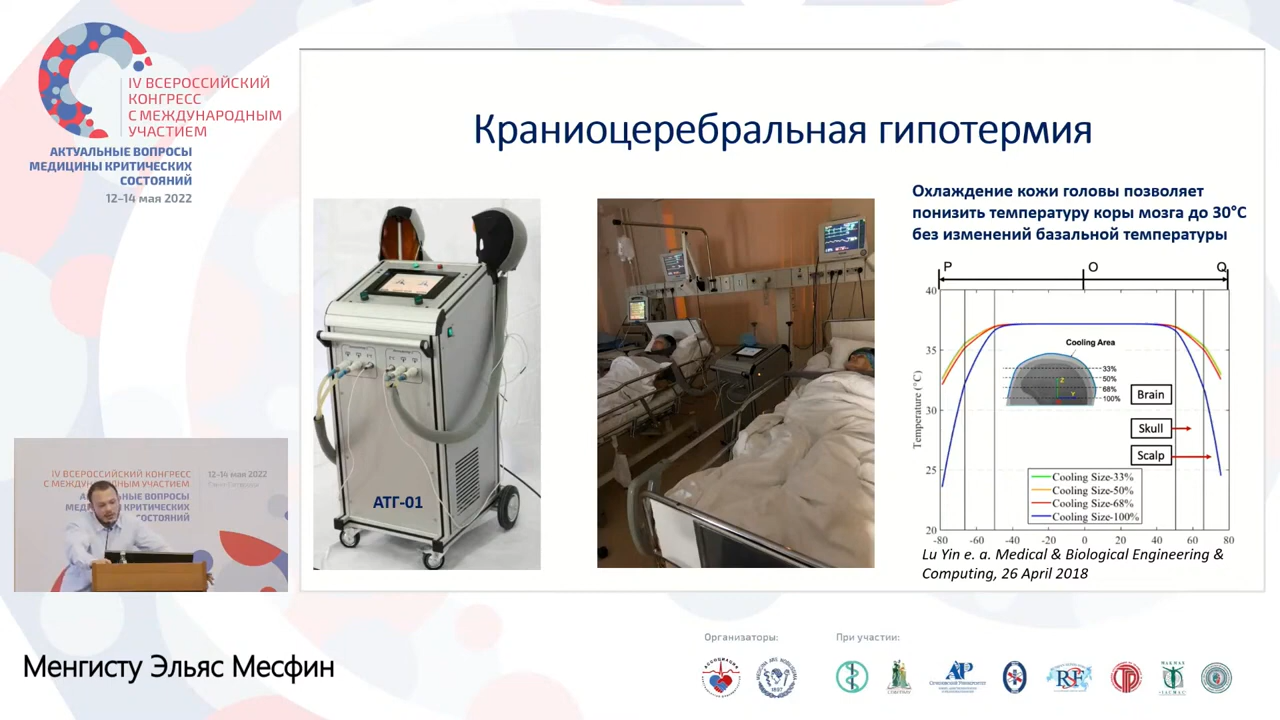 IV ВСЕРОССИЙСКИЙ
КОНГРЕСС
С МЕЖДУНАРОДНЫМ
УЧАСТИЕМ
АКТУАЛЬНЫЕ ВОПРОСЫ
МЕДИЦИНЫ КРИТИЧЕСКИХ
СОСТОЯНИЙ
12–14 мая 2022
Краниоцеребральная гипотермия
АТГ-01
Охлаждение кожи головы позволяет
понизить температуру коры мозга до 30°C
без изменений базальной температуры
P O Q
40
35
30
25
20
Temperature (°C)
Cooling Area
33%
50%
68%
100%
Z
Y
Brain
Skull
Scalp
Cooling Size-33%
Cooling Size-50%
Cooling Size-68%
Cooling Size-100%
-80 -60 -40 -20 0 20 40 60 80
Lu Yin e. a. Medical & Biological Engineering &
Computing, 26 April 2018
IV ВСЕРОССИЙСКИЙ КОНГРЕСС
С МЕЖДУНАРОДНЫМ УЧАСТИЕМ
12–14 мая 2022
СОСТОЯНИЙ
Менгисту Эльяс Месфин
Организаторы:
При участии: